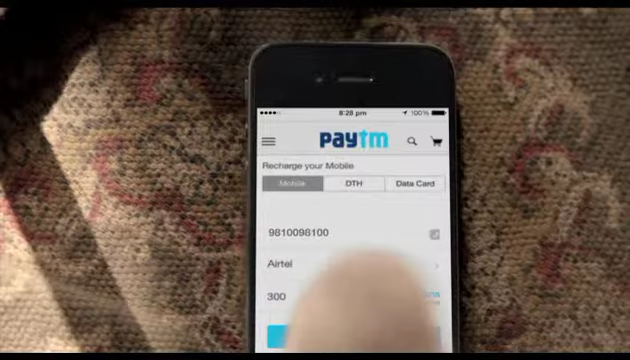 8:28 pm 100%
paytm
Recharge your Mobile
Mobile DTH Data Card
9810098100
Airtel
300